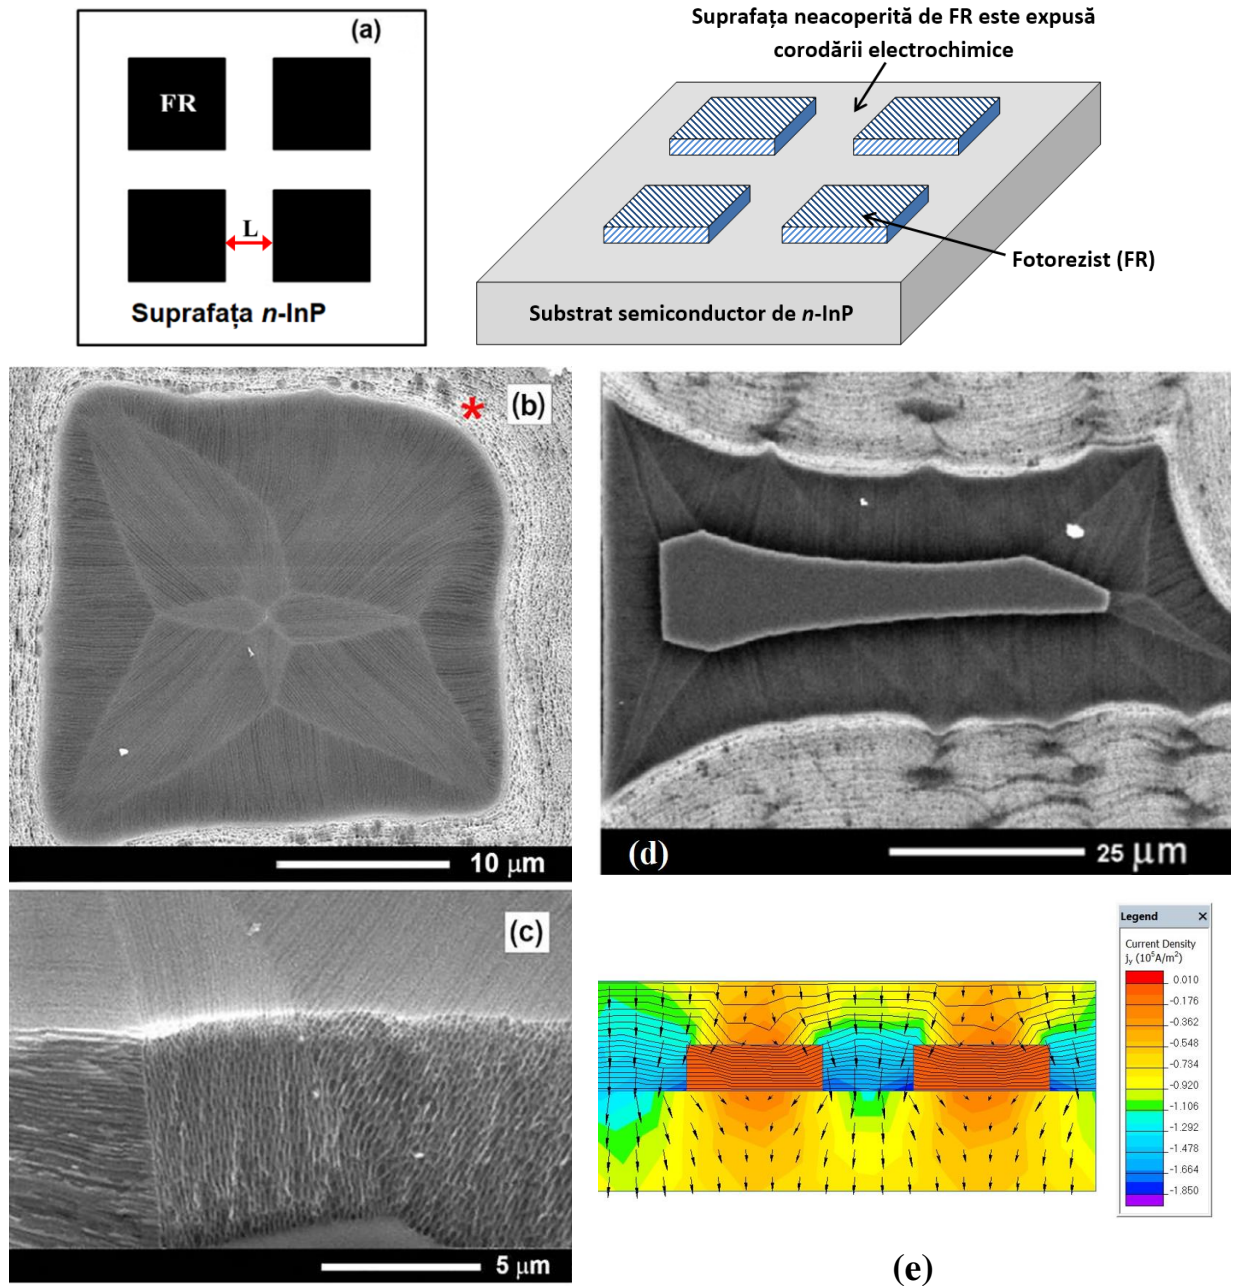 (a)
FR
L
Suprafața n-InP
Suprafața neacoperită de FR este expusă
corodării electrochimice
Fotorezist (FR)
Substrat semiconductor de n-InP
(b)
*
10 μm
(d)
25 μm
(c)
5 μm
Legend X
Current Density
jy (10⁵A/m²)
0.010
-0.176
-0.362
-0.548
-0.734
-0.920
-1.106
-1.292
-1.478
-1.664
-1.850
(e)